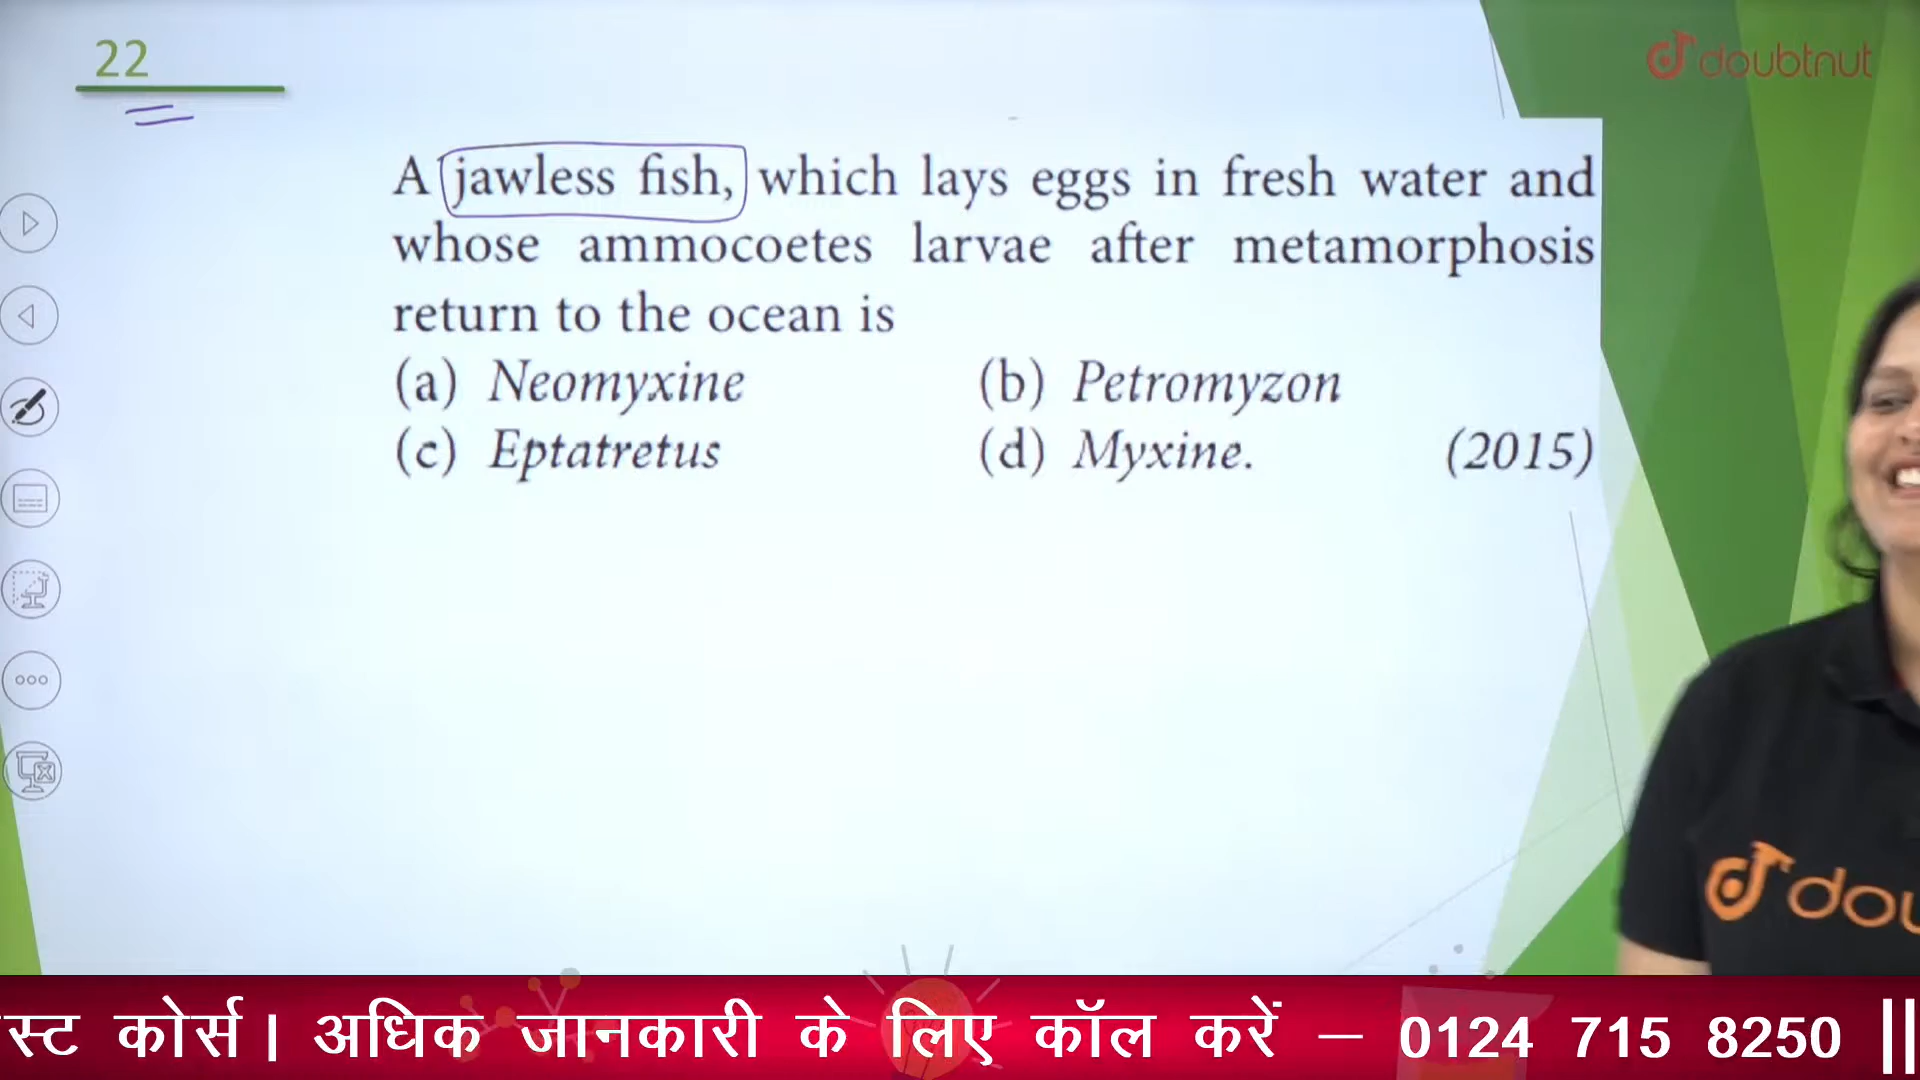 22
doubtnut
A jawless fish, which lays eggs in fresh water and
whose ammocoetes larvae after metamorphosis
return to the ocean is
(a) Neomyxine (b) Petromyzon
(c) Eptatretus (d) Myxine. (2015)
dou
स्ट कोर्स। अधिक जानकारी के लिए कॉल करें – 0124 715 8250 ||